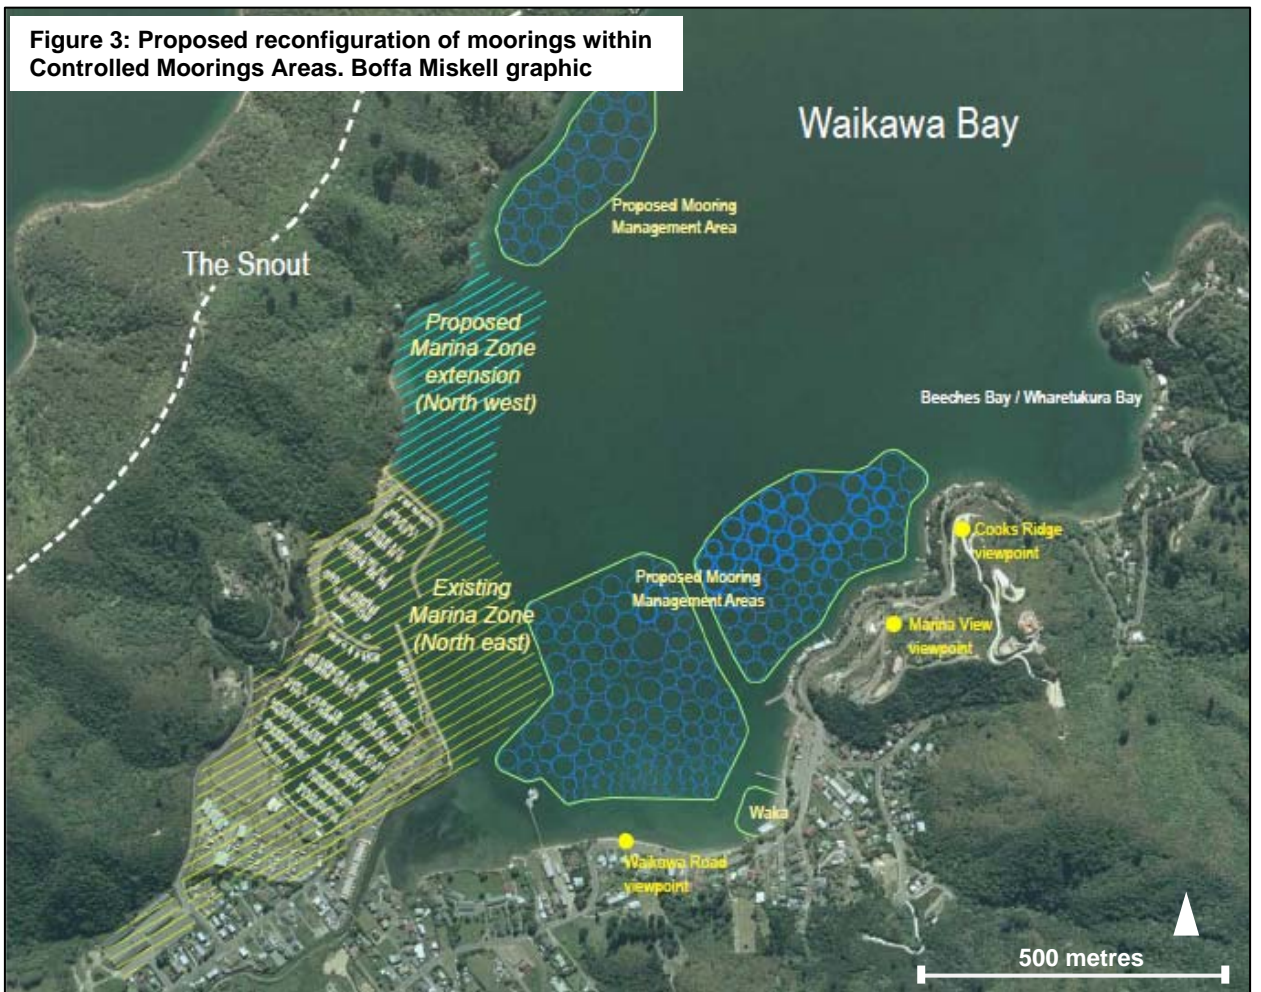 Figure 3: Proposed reconfiguration of moorings within
Controlled Moorings Areas. Boffa Miskell graphic
Waikawa Bay
Proposed Mooring
Management Area
The Snout
Proposed
Marina Zone
extension
(North west)
Beeches Bay / Wharetukura Bay
Cooks Ridge
viewpoint
Proposed Mooring
Management Areas
Existing
Marina Zone
(North east)
Marina View
viewpoint
Waka
Waikawa Road
viewpoint
500 metres